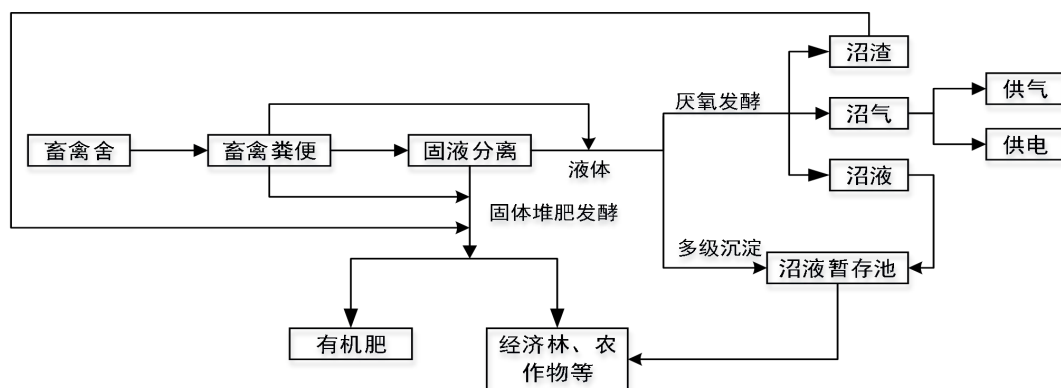 沼渣
供气
厌氧发酵
沼气
畜禽舍
畜禽粪便
固液分离
供电
液体
沼液
固体堆肥发酵
多级沉淀
沼液暂存池
有机肥
经济林、农
作物等